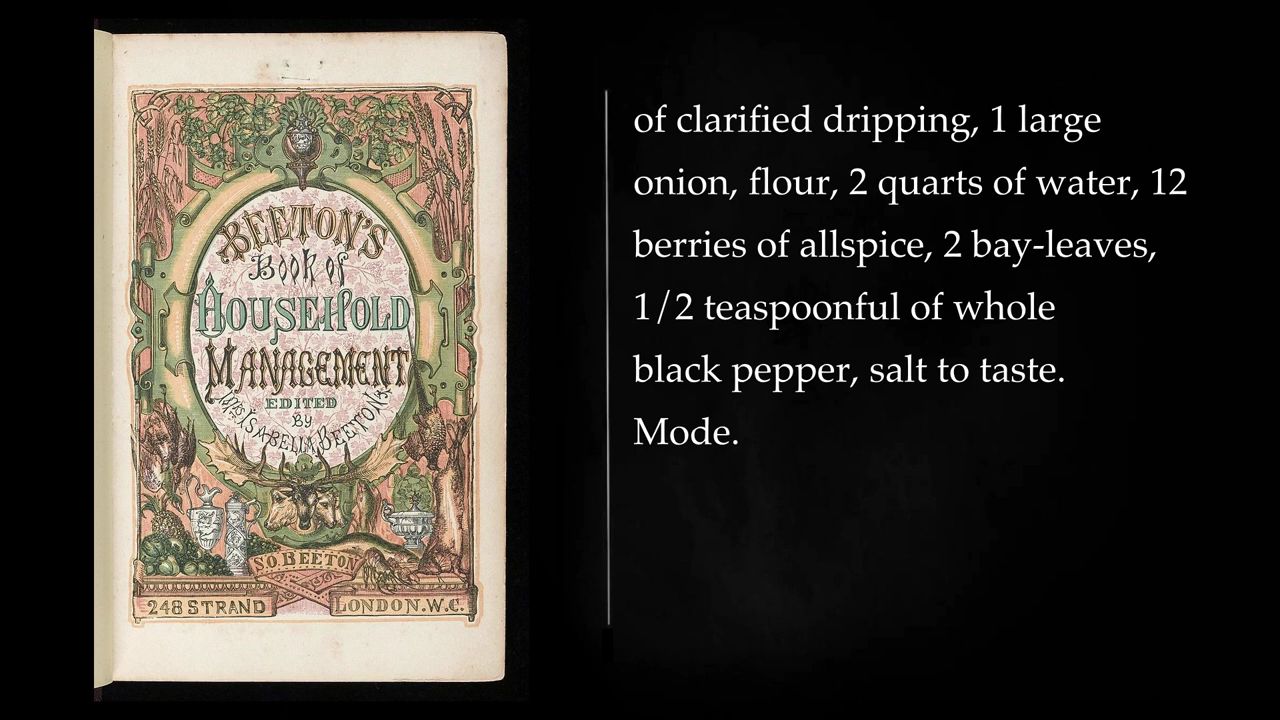 BEETON'S
Book of
HOUSEHOLD
MANAGEMENT
EDITED
BY
MRS ISABELLA BEETON
S.O. BEETON
248 STRAND
LONDON. W.C.
of clarified dripping, 1 large
onion, flour, 2 quarts of water, 12
berries of allspice, 2 bay-leaves,
1/2 teaspoonful of whole
black pepper, salt to taste.
Mode.